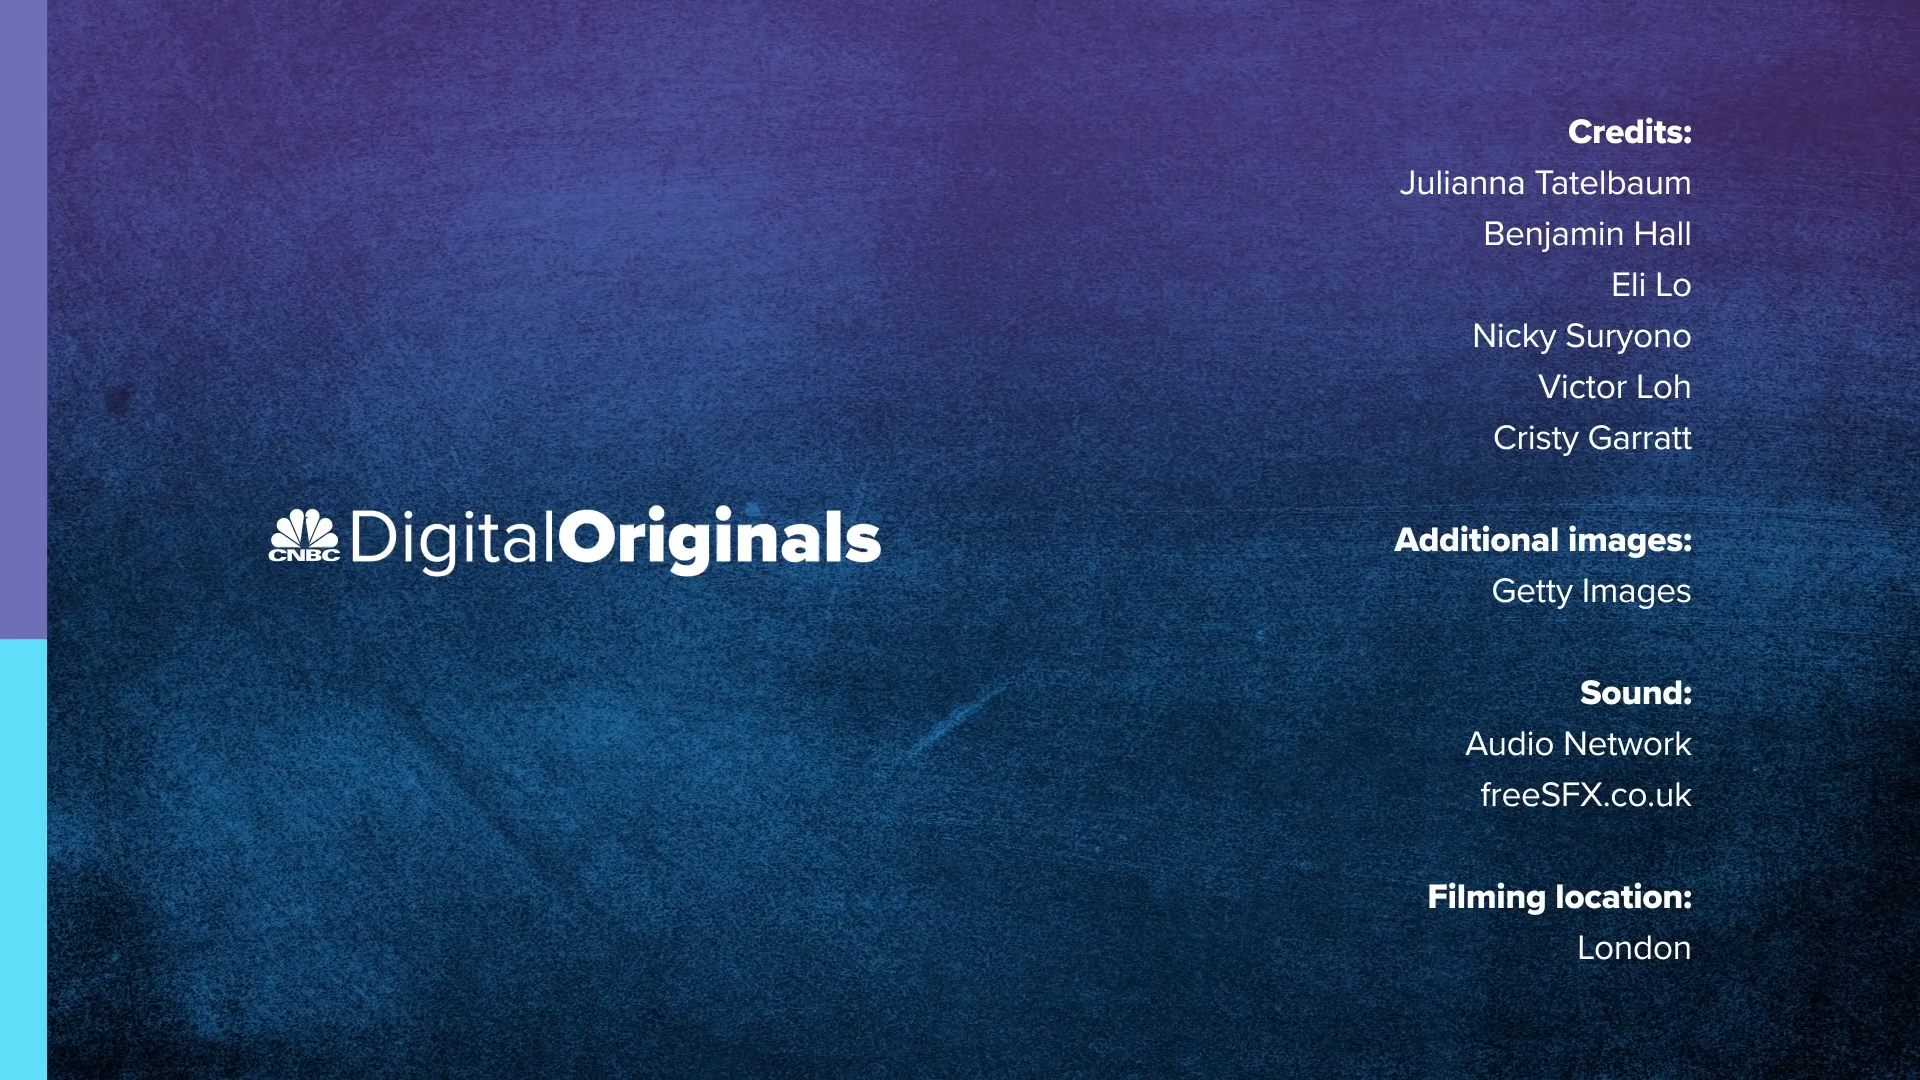 CNBC DigitalOriginals
Credits:
Julianna Tatelbaum
Benjamin Hall
Eli Lo
Nicky Suryono
Victor Loh
Cristy Garratt
Additional images:
Getty Images
Sound:
Audio Network
freeSFX.co.uk
Filming location:
London